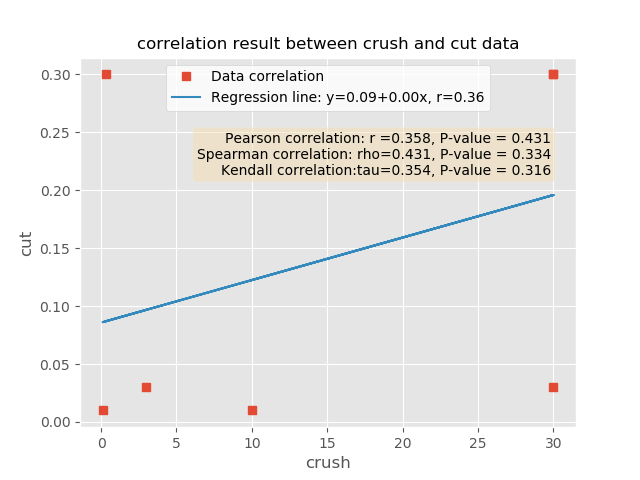 correlation result between crush and cut data
Data correlation
Regression line: y=0.09+0.00x, r=0.36
Pearson correlation: r =0.358, P-value = 0.431
Spearman correlation: rho=0.431, P-value = 0.334
Kendall correlation:tau=0.354, P-value = 0.316
0.30
0.25
0.20
0.15
0.10
0.05
0.00
cut
0 5 10 15 20 25 30
crush